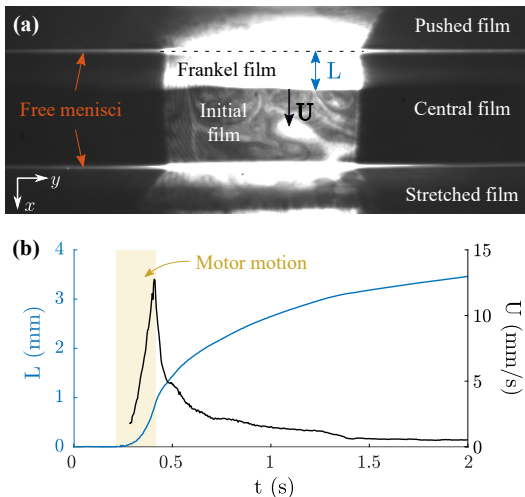 (a)
Pushed film
Frankel film
L
Free menisci
Initial
film
U
Central film
y
x
Stretched film
(b)
Motor motion
4
3
2
1
0
L (mm)
15
10
5
0
U (mm/s)
0
0.5
1
1.5
2
t (s)